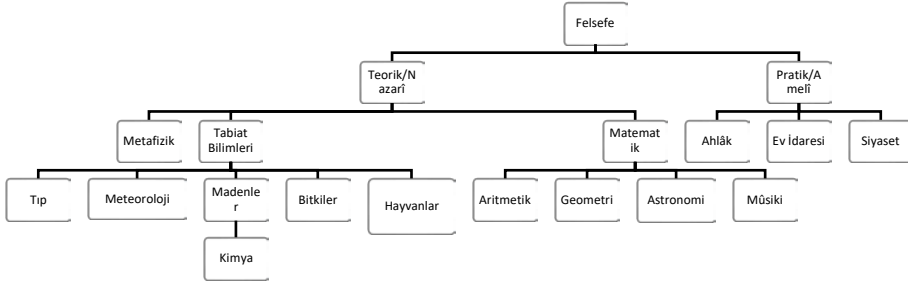 Felsefe
Teorik/N
azarî
Pratik/A
melî
Metafizik
Tabiat
Bilimleri
Matemat
ik
Ahlâk
Ev İdaresi
Siyaset
Tıp
Meteoroloji
Madenle
r
Bitkiler
Hayvanlar
Aritmetik
Geometri
Astronomi
Mûsiki
Kimya